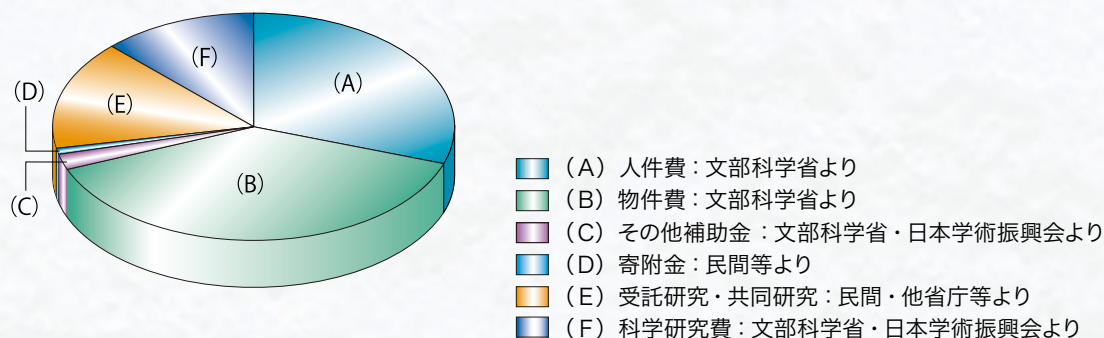 (F)
(A)
(D)
(E)
(B)
(C)
(A)人件費：文部科学省より
(B)物件費：文部科学省より
(C)その他補助金：文部科学省・日本学術振興会より
(D)寄附金：民間等より
(E)受託研究・共同研究：民間・他省庁等より
(F)科学研究費：文部科学省・日本学術振興会より